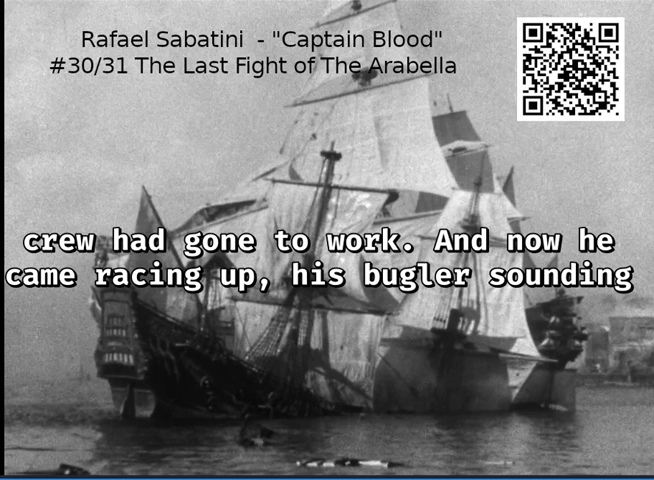 Rafael Sabatini - "Captain Blood"
#30/31 The Last Fight of The Arabella
crew had gone to work. And now he
came racing up, his bugler sounding